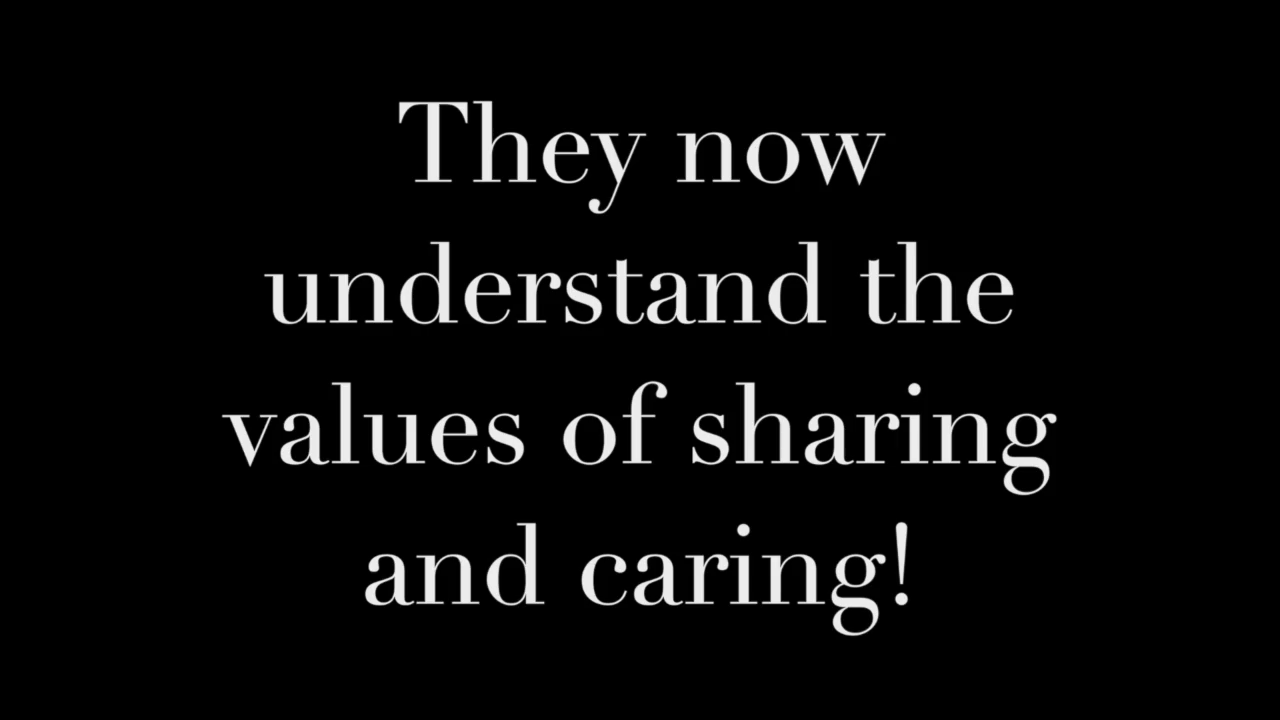 They now
understand the
values of sharing
and caring!